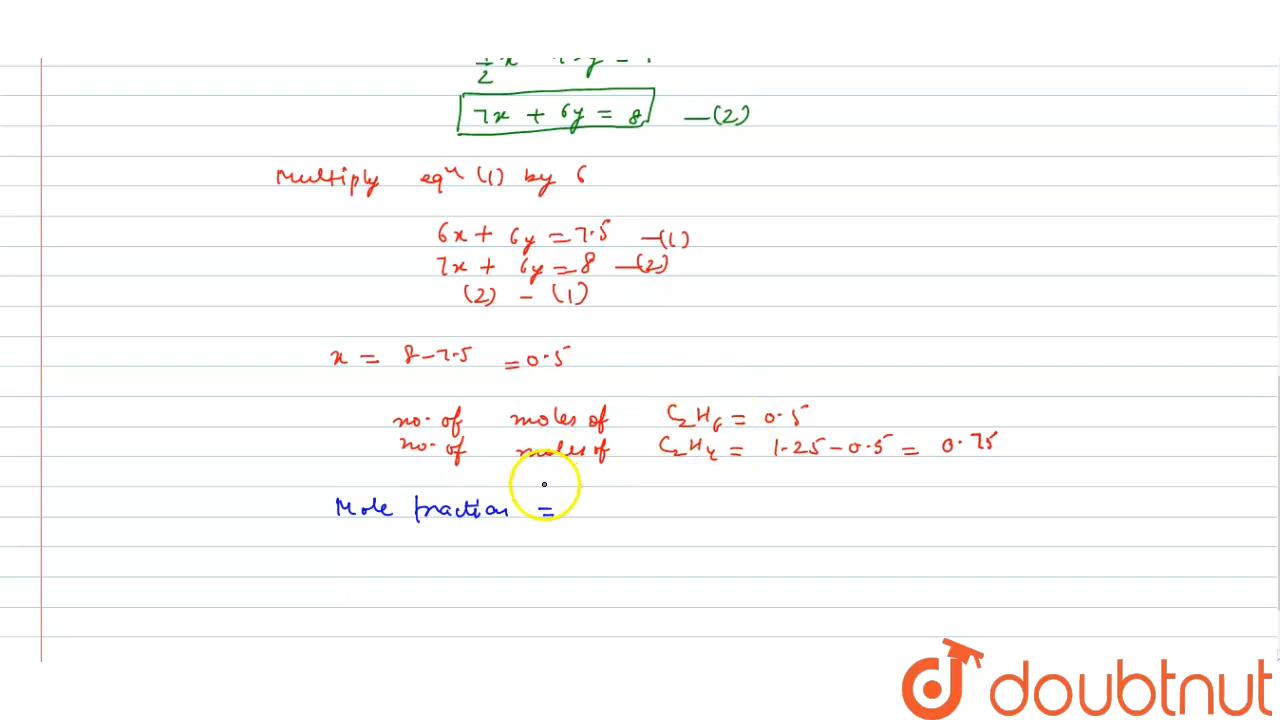 7x + 6y = 8 —(2)
Multiply eqⁿ (1) by 6
6x + 6y = 7.5 —(1)
7x + 6y = 8 —(2)
(2) - (1)
x = 8-7.5 = 0.5
no. of moles of C₂H₆ = 0.5
no. of moles of C₂H₄ = 1.25 - 0.5 = 0.75
Mole fraction =
doubtnut